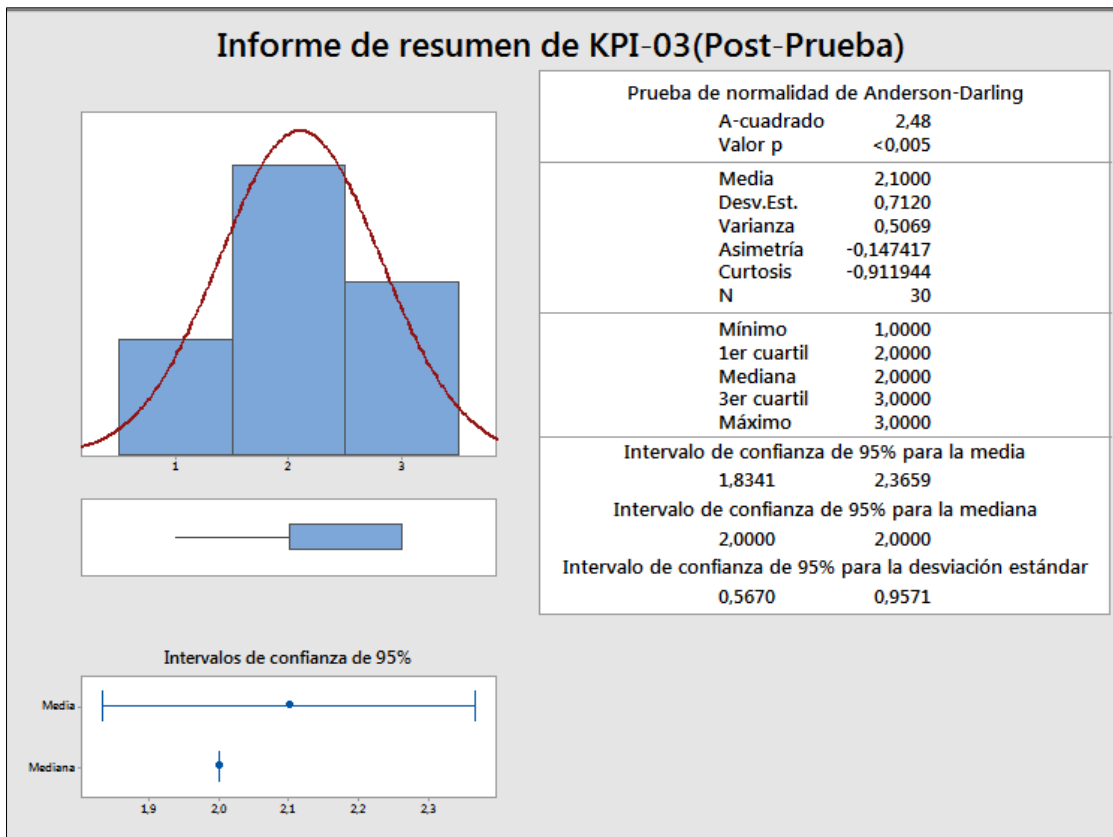 Informe de resumen de KPI-03(Post-Prueba)
1 2 3
Intervalos de confianza de 95%
Media
Mediana
1,9 2,0 2,1 2,2 2,3
Prueba de normalidad de Anderson-Darling
A-cuadrado 2,48
Valor p <0,005
Media 2,1000
Desv.Est. 0,7120
Varianza 0,5069
Asimetría -0,147417
Curtosis -0,911944
N 30
Mínimo 1,0000
1er cuartil 2,0000
Mediana 2,0000
3er cuartil 3,0000
Máximo 3,0000
Intervalo de confianza de 95% para la media
1,8341 2,3659
Intervalo de confianza de 95% para la mediana
2,0000 2,0000
Intervalo de confianza de 95% para la desviación estándar
0,5670 0,9571